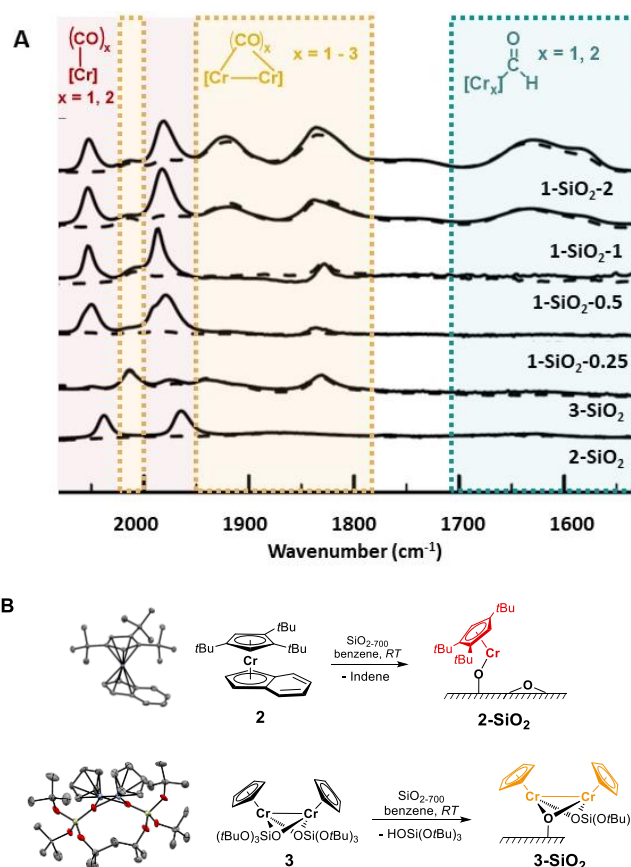 A
(CO)x
[Cr]
x = 1, 2
(CO)x
[Cr]—[Cr]
x = 1 - 3
O
C
[Crx] H
x = 1, 2
1-SiO2-2
1-SiO2-1
1-SiO2-0.5
1-SiO2-0.25
3-SiO2
2-SiO2
2000 1900 1800 1700 1600
Wavenumber (cm-1)
B
tBu
tBu tBu
Cr
2
SiO2-700
benzene, RT
- Indene
tBu
tBu tBu Cr
O O
2-SiO2
Cr Cr
(tBuO)3SiO OSi(OtBu)3
3
SiO2-700
benzene, RT
- HOSi(OtBu)3
Cr Cr
O OSi(OtBu)3
3-SiO2